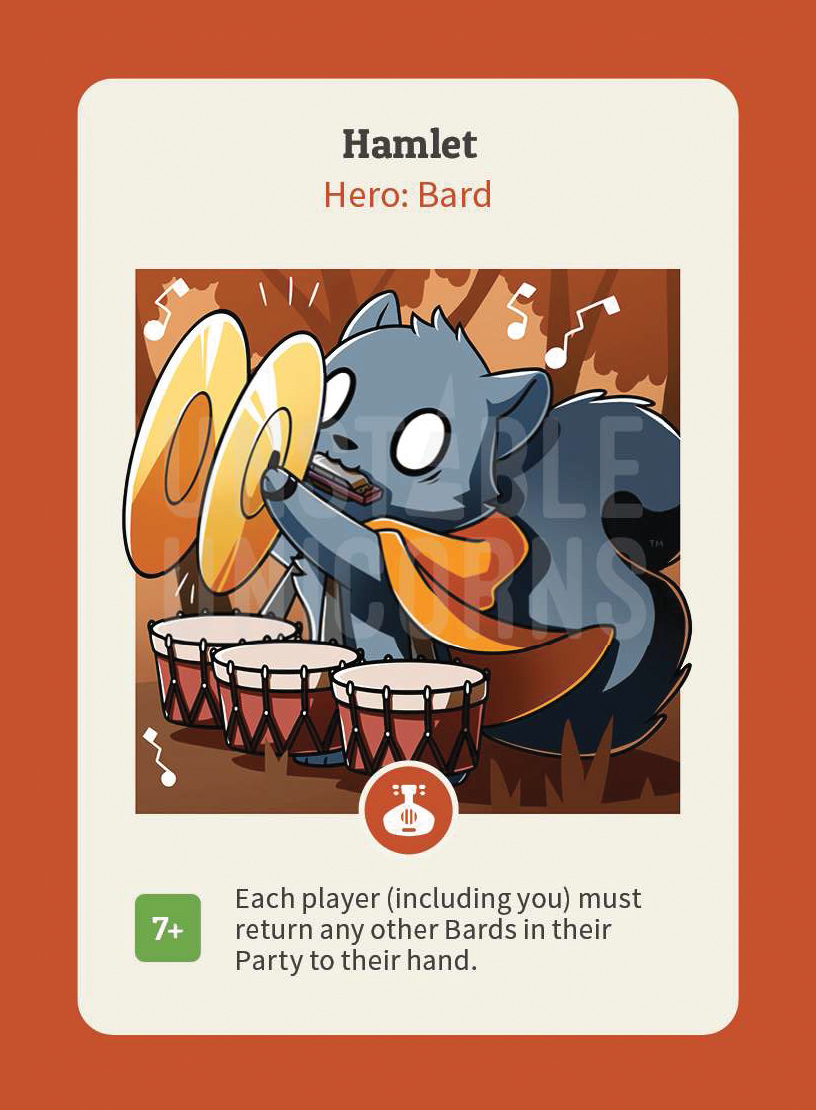 Hamlet
Hero: Bard
UNSTABLE
UNICORNS
™
7+
Each player (including you) must
return any other Bards in their
Party to their hand.